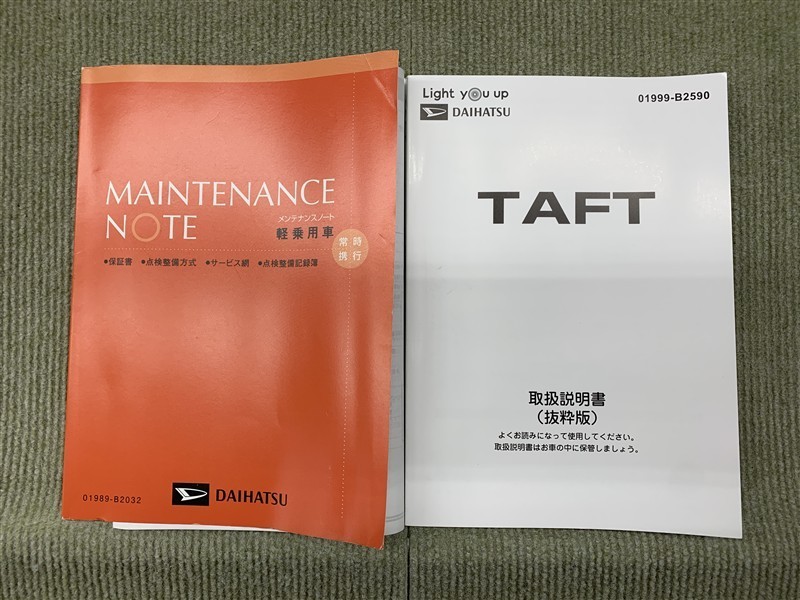 MAINTENANCE
NOTE
メンテナンスノート
軽乗用車
常時
携行
●保証書 ●点検整備方式 ●サービス網 ●点検整備記録簿
01989-B2032
DAIHATSU
Light you up
DAIHATSU
01999-B2590
TAFT
取扱説明書
（抜粋版）
よくお読みになって使用してください。
取扱説明書はお車の中に保管しましょう。